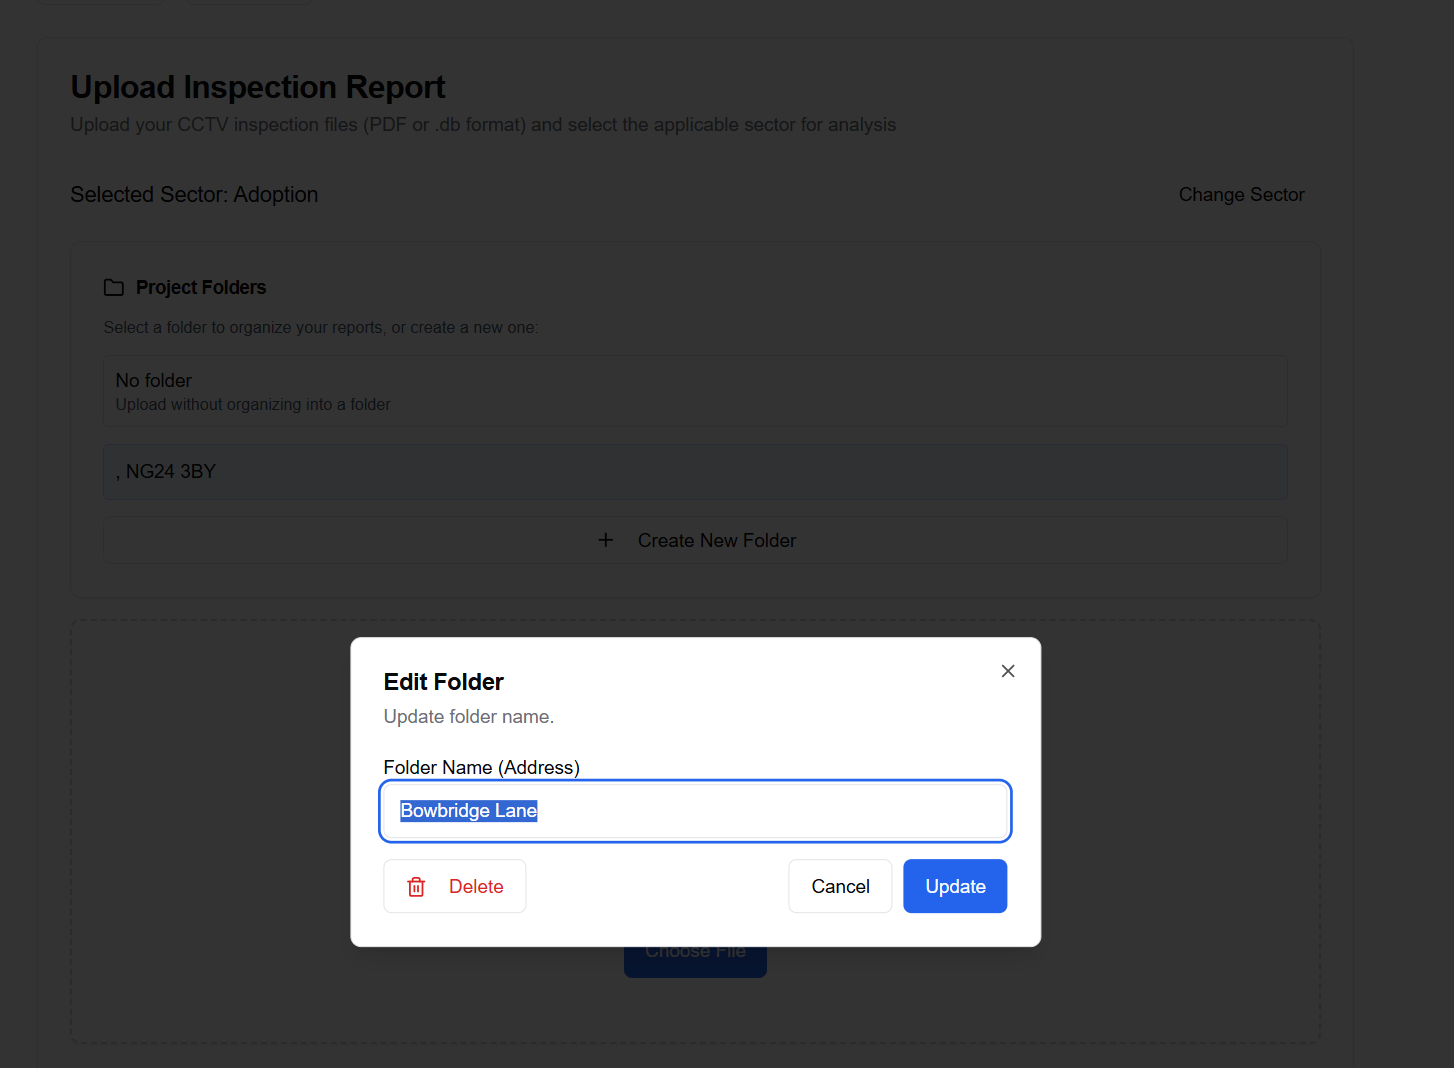 Upload Inspection Report
Upload your CCTV inspection files (PDF or .db format) and select the applicable sector for analysis
Selected Sector: Adoption
Change Sector
Project Folders
Select a folder to organize your reports, or create a new one:
No folder
Upload without organizing into a folder
, NG24 3BY
+ Create New Folder
Edit Folder
Update folder name.
Folder Name (Address)
Bowbridge Lane
Delete
Cancel
Update
Choose File